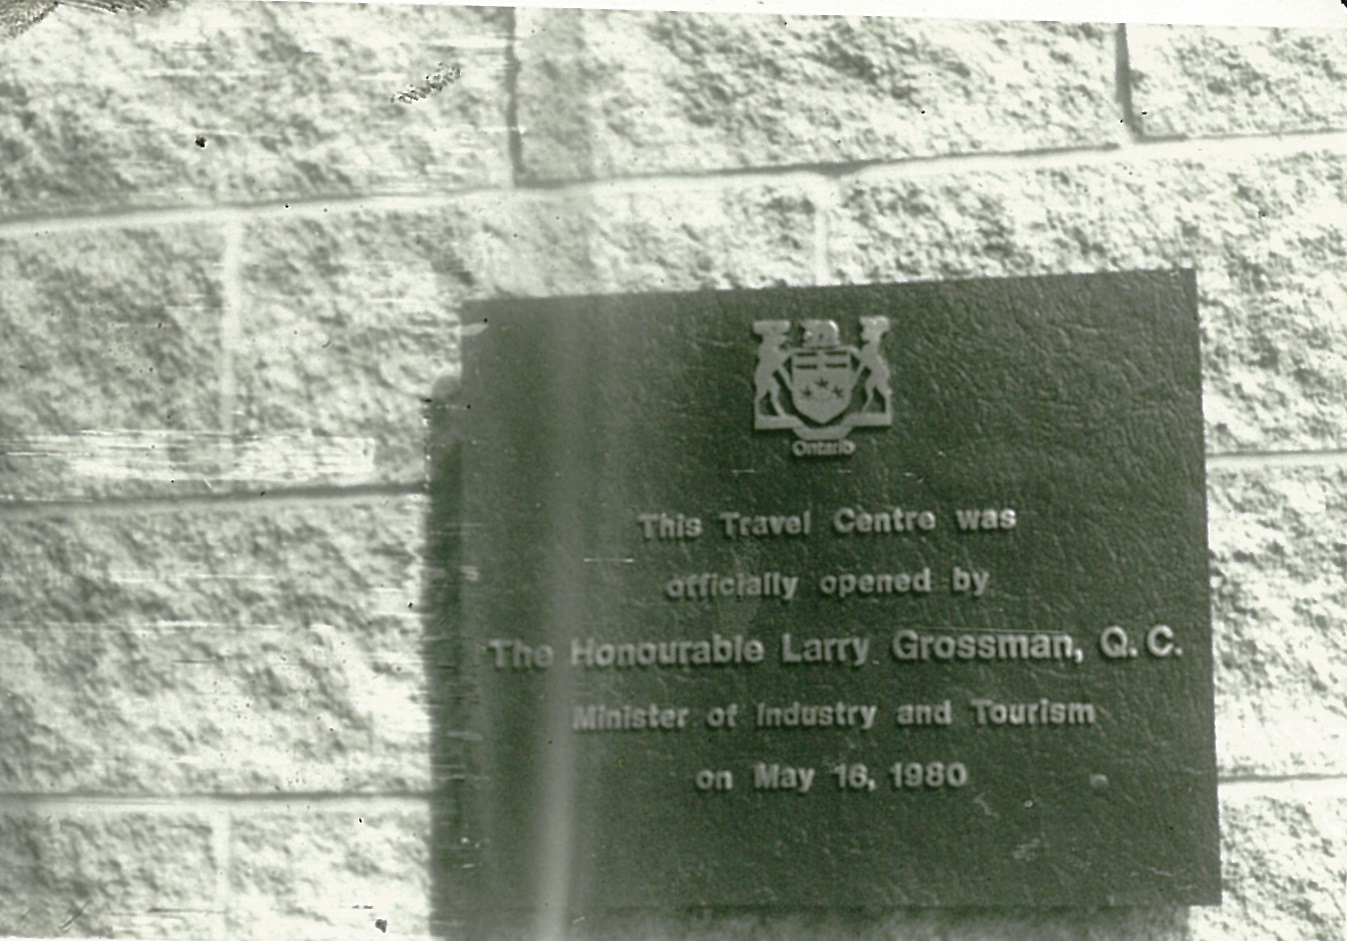 Ontario
This Travel Centre was
officially opened by
The Honourable Larry Grossman, Q.C.
Minister of Industry and Tourism
on May 16, 1980